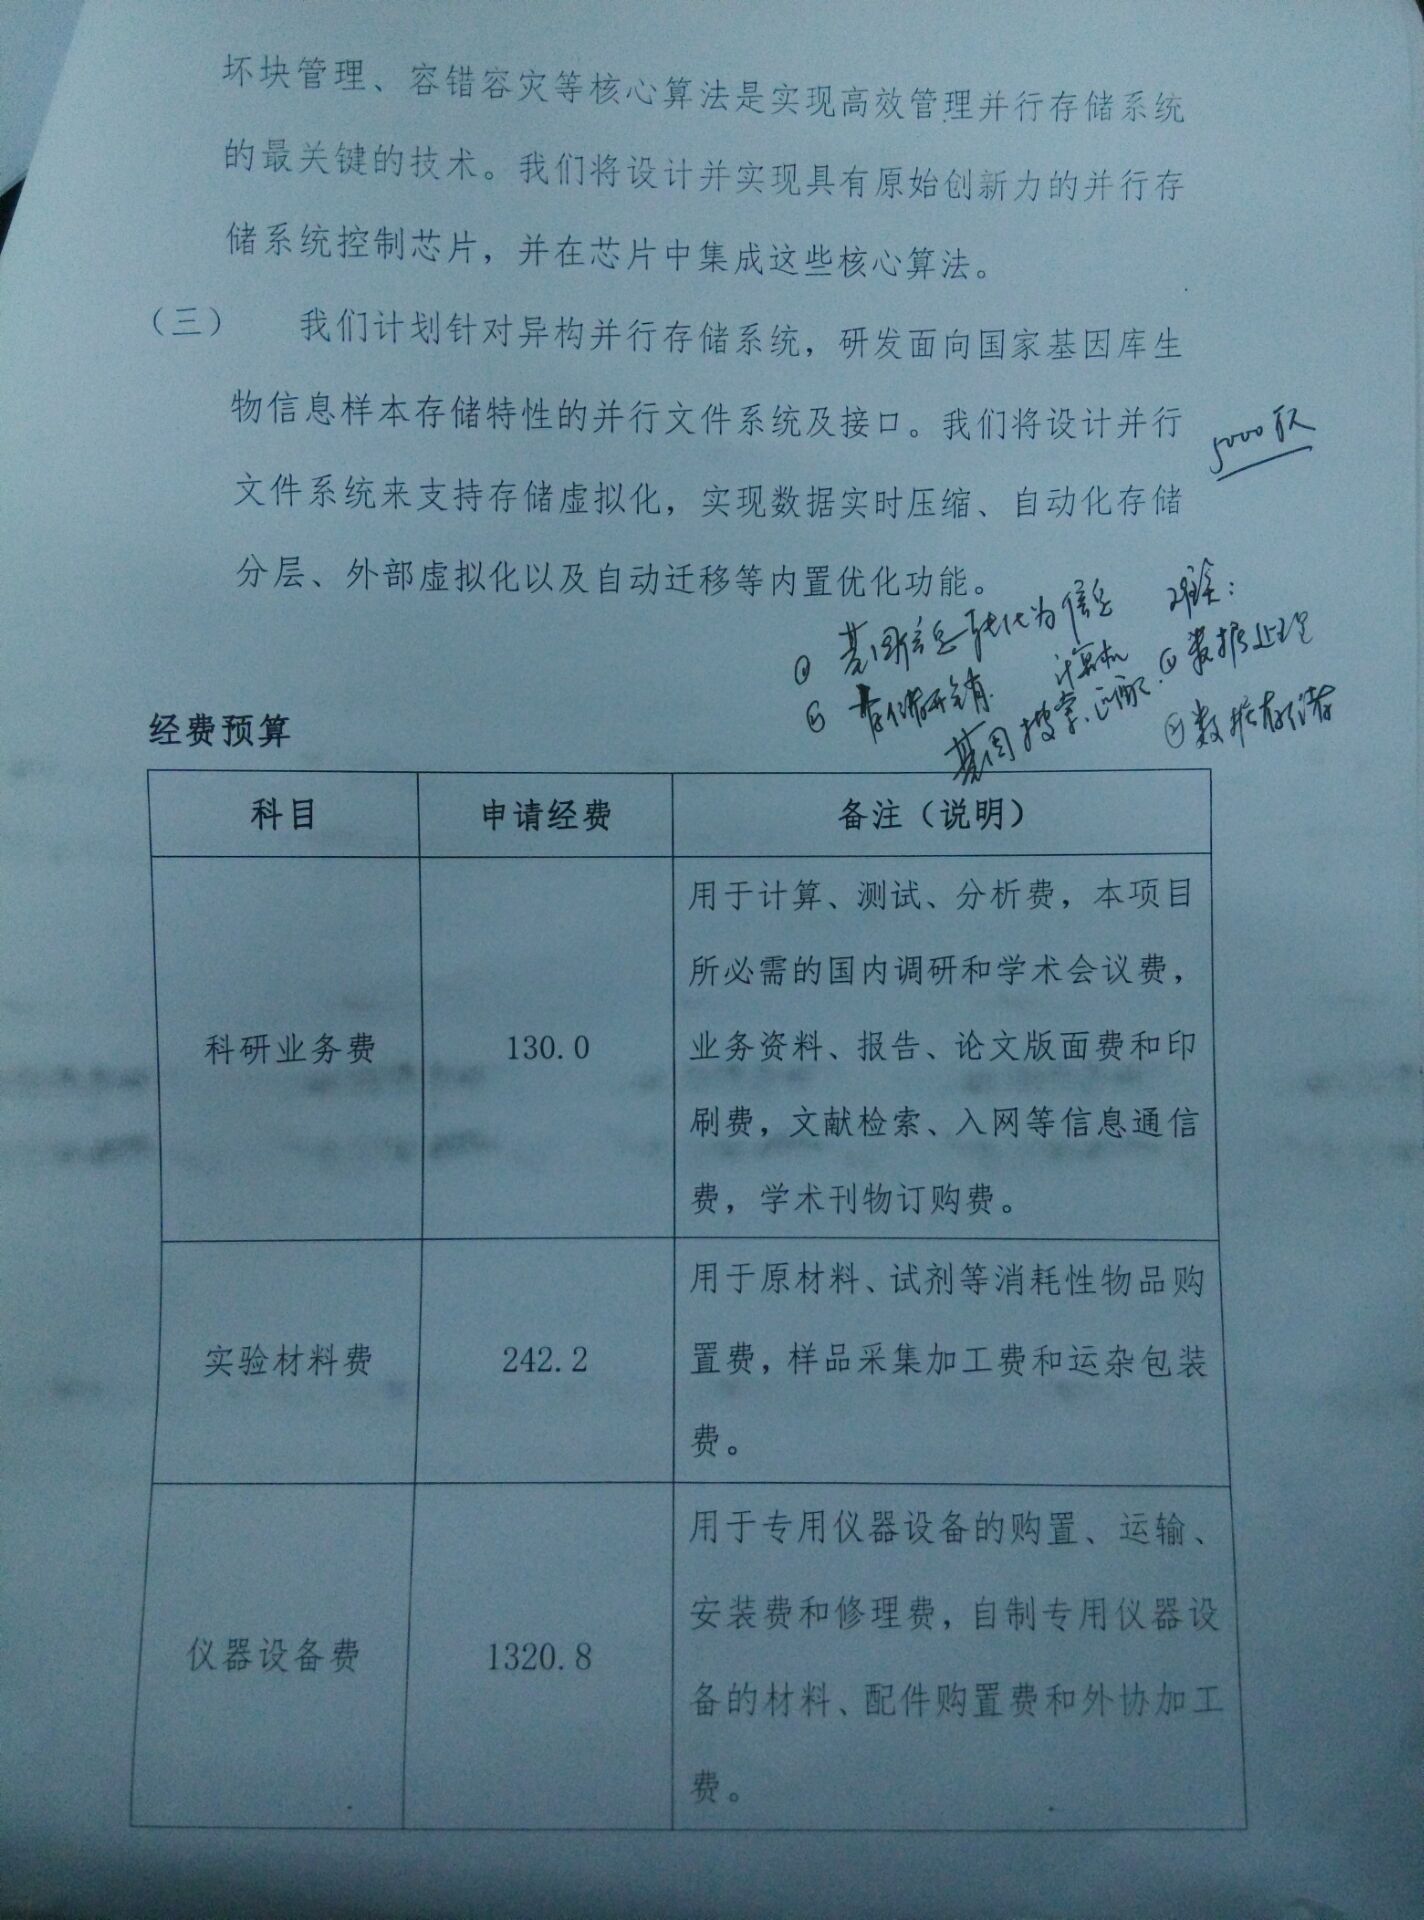 坏块管理、容错容灾等核心算法是实现高效管理并行存储系统
的最关键的技术。我们将设计并实现具有原始创新力的并行存
储系统控制芯片，并在芯片中集成这些核心算法。
（三） 我们计划针对异构并行存储系统，研发面向国家基因库生
物信息样本存储特性的并行文件系统及接口。我们将设计并行
文件系统来支持存储虚拟化，实现数据实时压缩、自动化存储
分层、外部虚拟化以及自动迁移等内置优化功能。
5000
① 基因信息转化为信息
计算机
② 存储开销
基因搜索、匹配
① 数据处理
② 数据存储
经费预算
科目 申请经费 备注（说明）
用于计算、测试、分析费，本项目
所必需的国内调研和学术会议费，
科研业务费 130.0 业务资料、报告、论文版面费和印
刷费，文献检索、入网等信息通信
费，学术刊物订购费。
用于原材料、试剂等消耗性物品购
实验材料费 242.2 置费，样品采集加工费和运杂包装
费。
用于专用仪器设备的购置、运输、
安装费和修理费，自制专用仪器设
仪器设备费 1320.8
备的材料、配件购置费和外协加工
费。